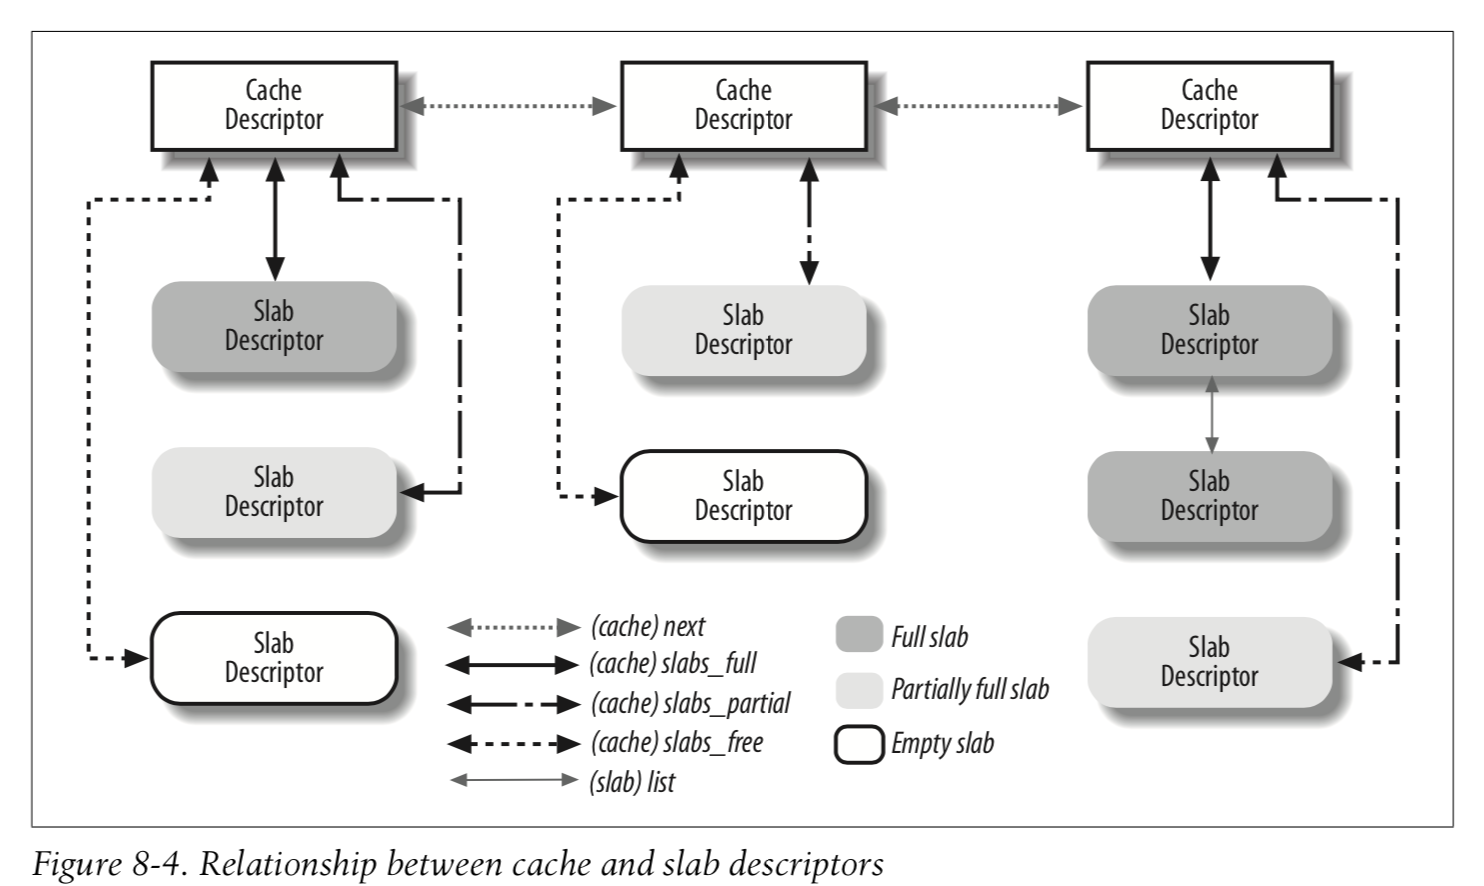 Cache
Descriptor
Cache
Descriptor
Cache
Descriptor
Slab
Descriptor
Slab
Descriptor
Slab
Descriptor
Slab
Descriptor
Slab
Descriptor
Slab
Descriptor
Slab
Descriptor
Slab
Descriptor
(cache) next
(cache) slabs_full
(cache) slabs_partial
(cache) slabs_free
(slab) list
Full slab
Partially full slab
Empty slab
Figure 8-4. Relationship between cache and slab descriptors